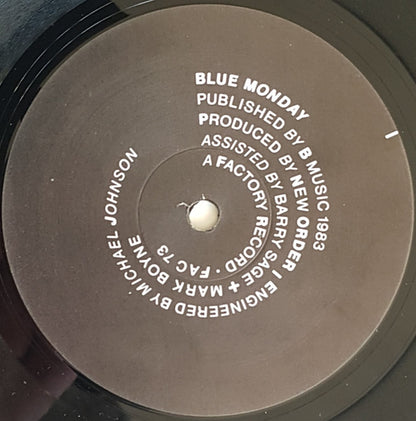 BLUE MONDAY
PUBLISHED BY B MUSIC 1983
PRODUCED BY NEW ORDER | ENGINEERED BY MICHAEL JOHNSON
ASSISTED BY BARRY SAGE + MARK BOYNE
A FACTORY RECORD · FAC 73